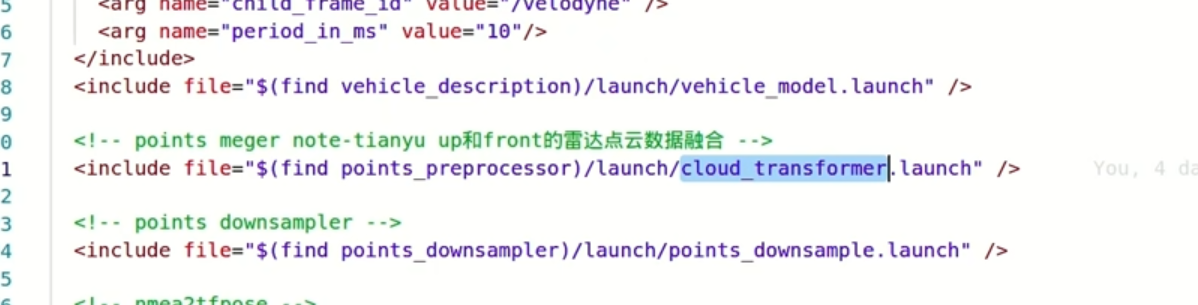 5 <arg name="child_frame_id" value="/velodyne" />
6 <arg name="period_in_ms" value="10"/>
7 </include>
8 <include file="$(find vehicle_description)/launch/vehicle_model.launch" />
9
0 <!-- points meger note-tianyu up和front的雷达点云数据融合 -->
1 <include file="$(find points_preprocessor)/launch/cloud_transformer.launch" /> You, 4 da
2
3 <!-- points downsampler -->
4 <include file="$(find points_downsampler)/launch/points_downsample.launch" />
5
6 <!-- nmea2tfpose -->